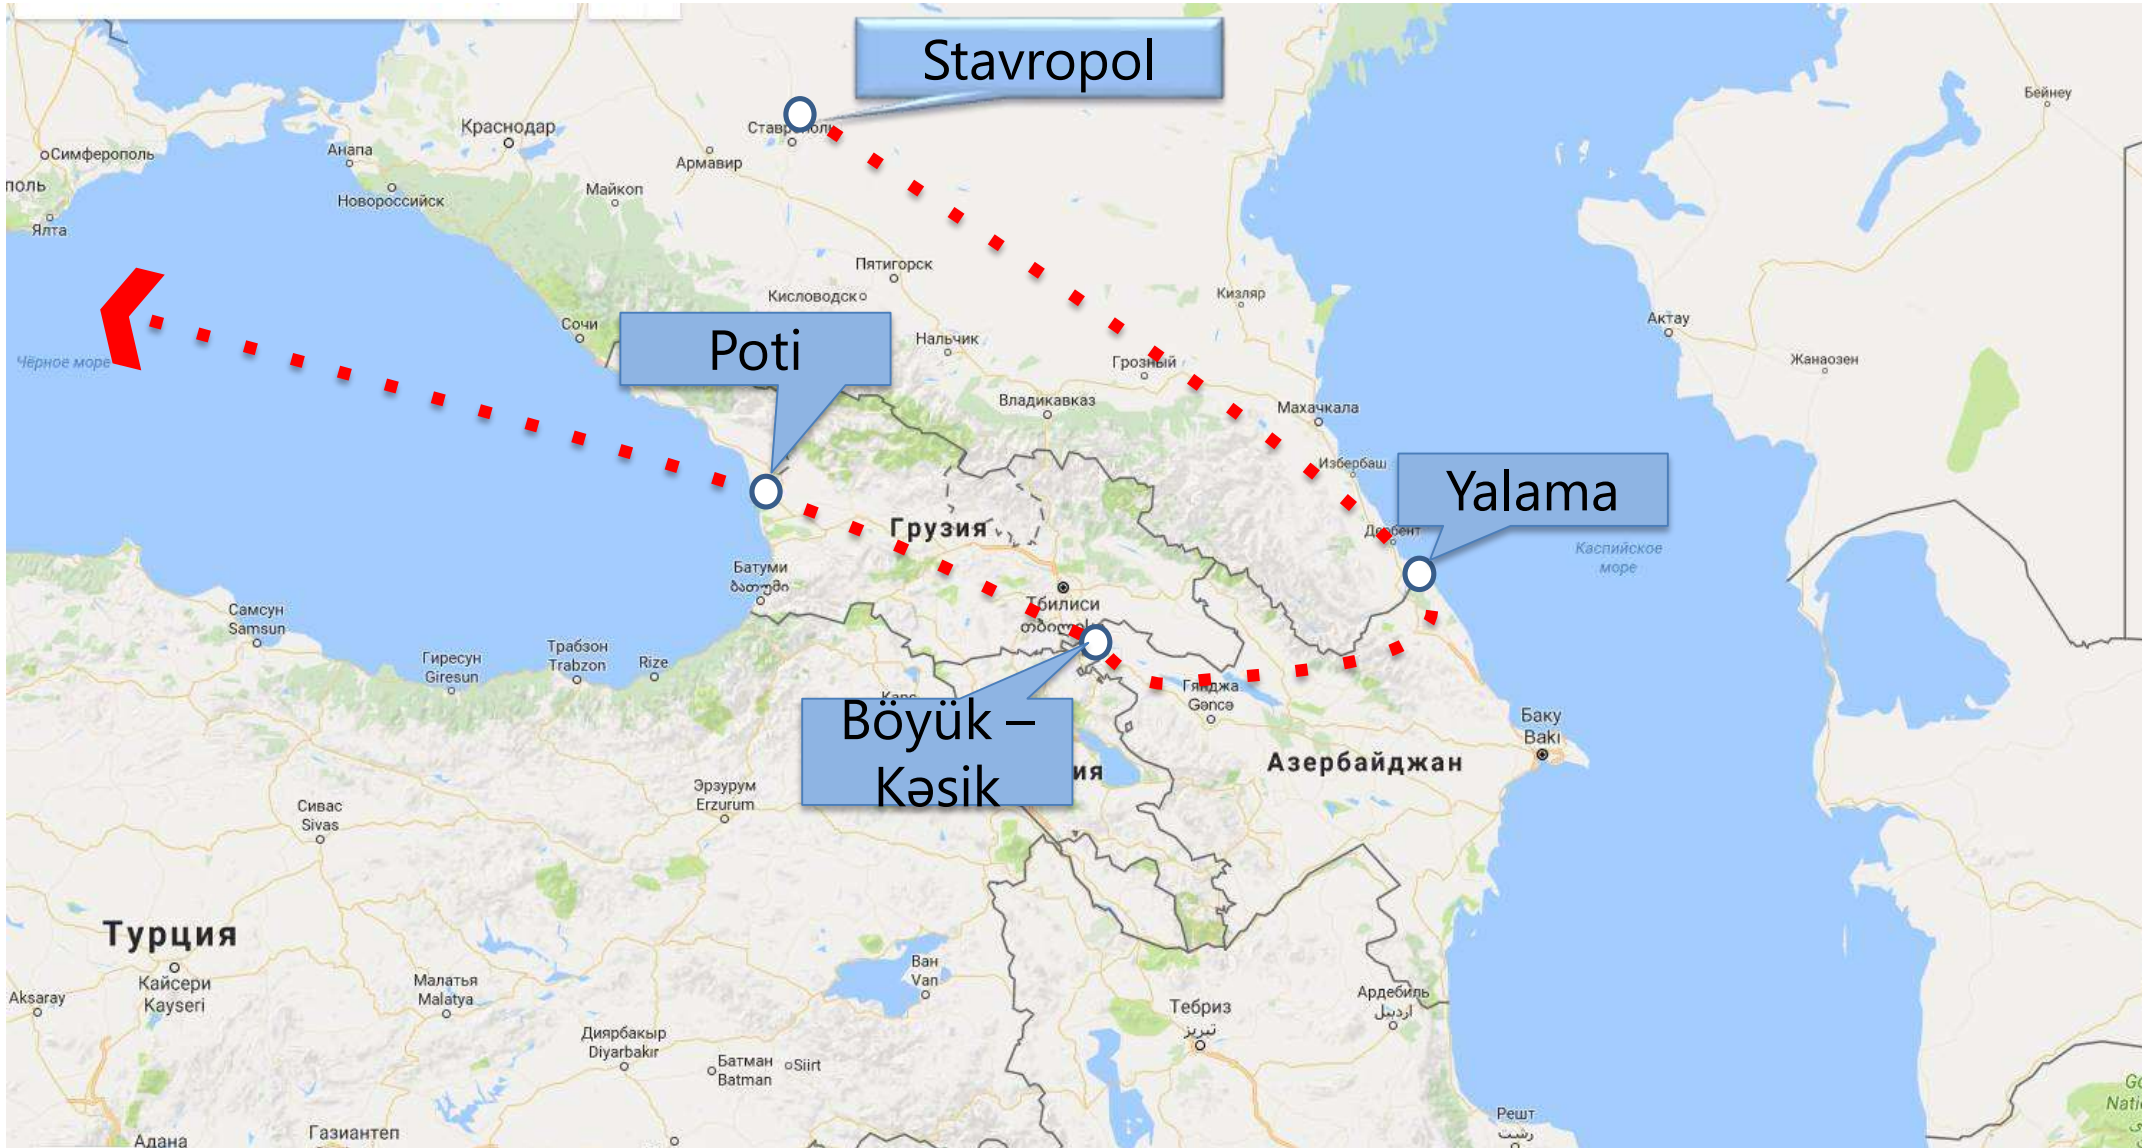 Stavropol
Бейнеу
Краснодар
Симферополь
Анапа
Армавир
поль
Майкоп
Новороссийск
Ялта
Пятигорск
Кисловодск
Кизляр
Сочи
Актау
Poti
Нальчик
Чёрное море
Грозный
Жанаозен
Владикавказ
Махачкала
Избербаш
Yalama
Грузия
Дербент
Каспийское
море
Батуми
ბათუმი
Тбилиси
Самсун
Samsun
Трабзон
Trabzon
Rize
Гиресун
Giresun
Гянджа
Gəncə
Böyük –
Kəsik
Баку
Bakı
ия
Азербайджан
Эрзурум
Erzurum
Сивас
Sivas
Турция
Кайсери
Kayseri
Aksaray
Малатья
Malatya
Ван
Van
Тебриз
تبریز
Ардебиль
اردبیل
Диярбакыр
Diyarbakır
Батман
Batman
Siirt
Газиантеп
Адана
Решт
رشت